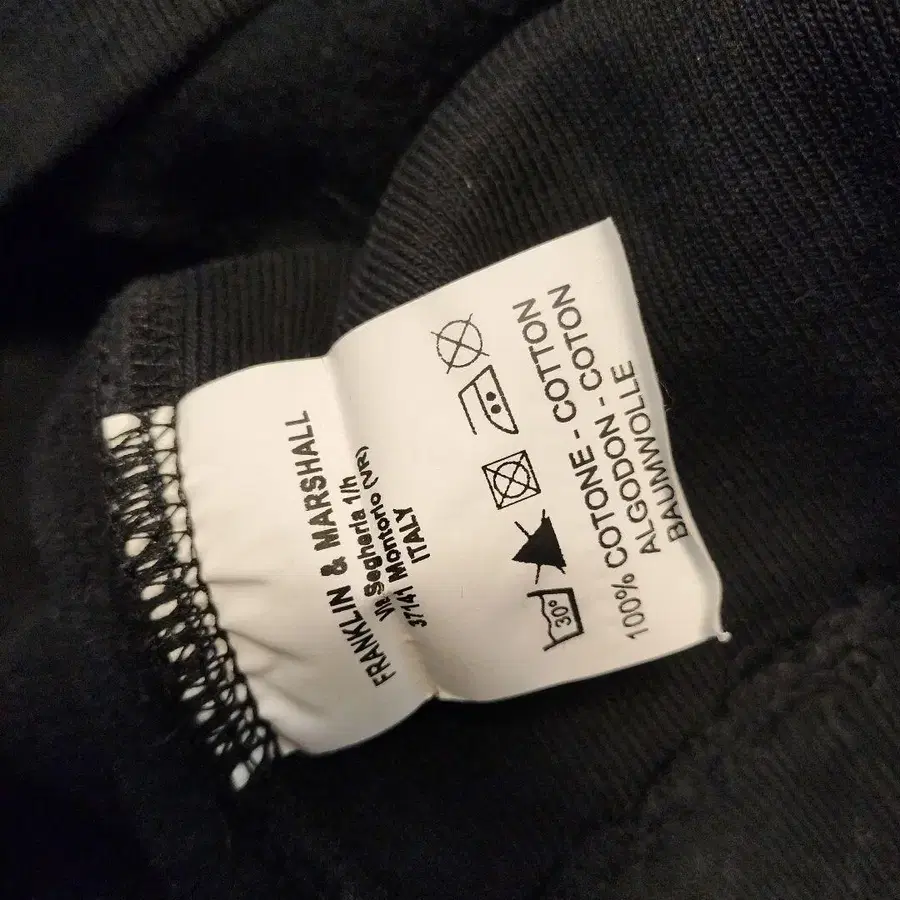 FRANKLIN & MARSHALL
Via Segheria 1/h
37141 Montorio (VR)
ITALY
30°
100% COTONE - COTTON
ALGODON - COTON
BAUMWOLLE